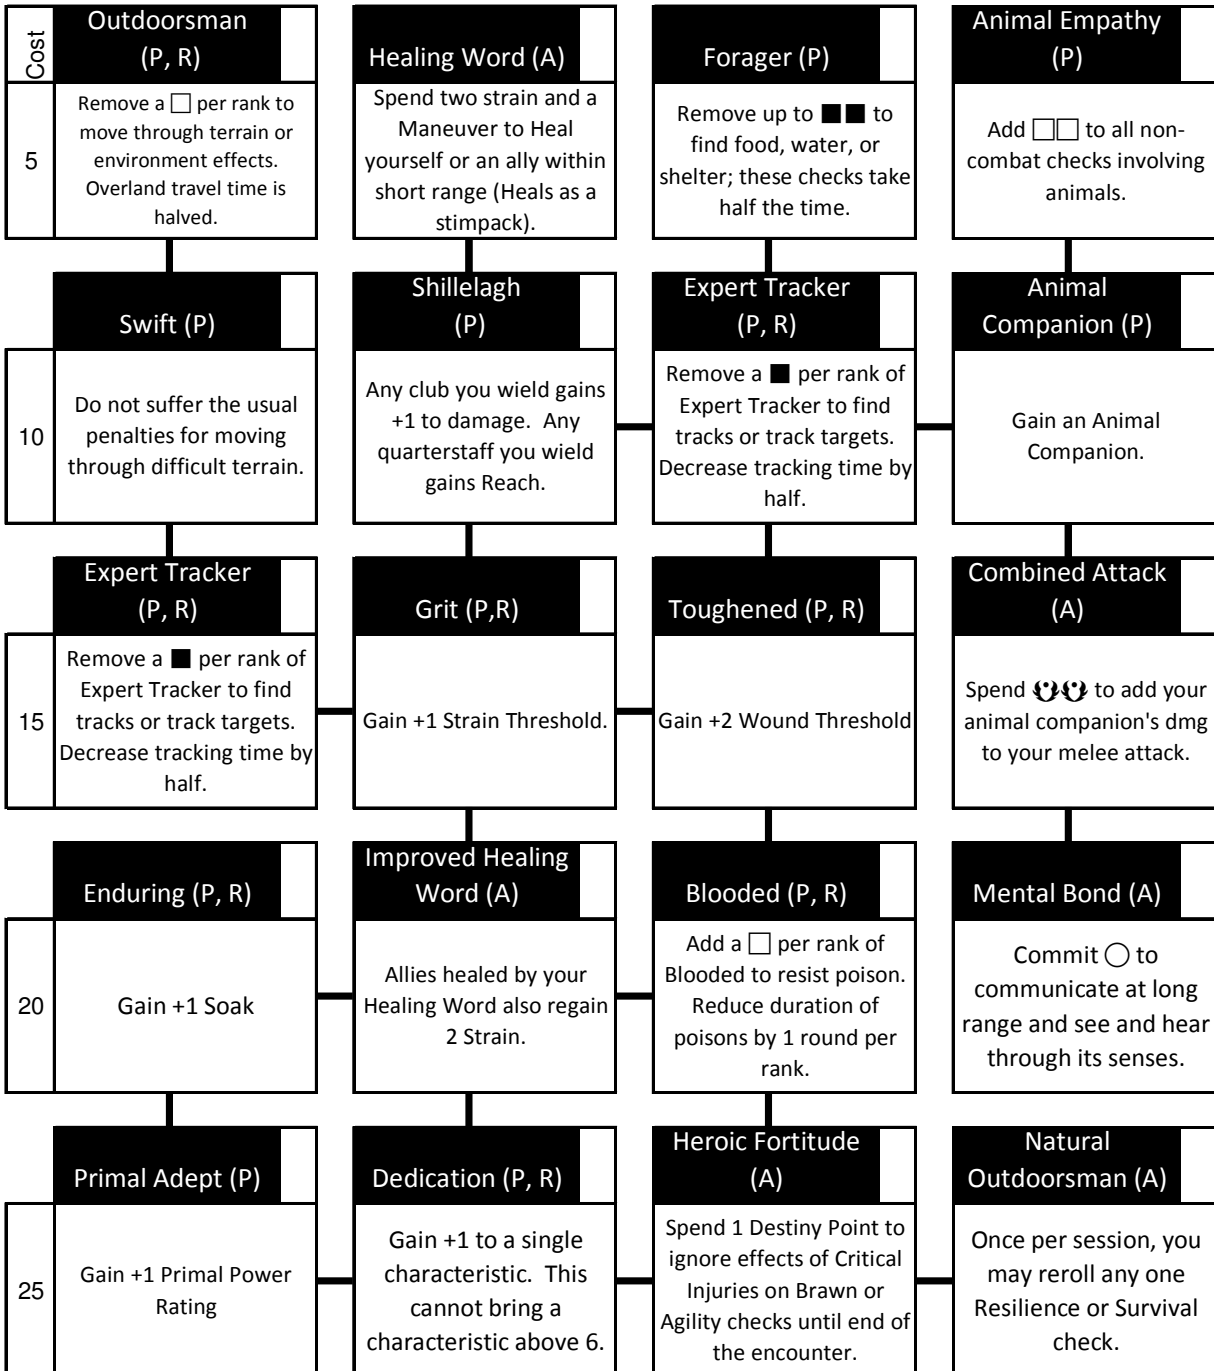 Cost
Outdoorsman
(P, R)
Healing Word (A)
Forager (P)
Animal Empathy
(P)
5
Remove a □ per rank to
move through terrain or
environment effects.
Overland travel time is
halved.
Spend two strain and a
Maneuver to Heal
yourself or an ally within
short range (Heals as a
stimpack).
Remove up to ■■ to
find food, water, or
shelter; these checks take
half the time.
Add □□ to all non-
combat checks involving
animals.
Swift (P)
Shillelagh
(P)
Expert Tracker
(P, R)
Animal
Companion (P)
10
Do not suffer the usual
penalties for moving
through difficult terrain.
Any club you wield gains
+1 to damage. Any
quarterstaff you wield
gains Reach.
Remove a ■ per rank of
Expert Tracker to find
tracks or track targets.
Decrease tracking time by
half.
Gain an Animal
Companion.
Expert Tracker
(P, R)
Grit (P,R)
Toughened (P, R)
Combined Attack
(A)
15
Remove a ■ per rank of
Expert Tracker to find
tracks or track targets.
Decrease tracking time by
half.
Gain +1 Strain Threshold.
Gain +2 Wound Threshold
Spend to add your
animal companion's dmg
to your melee attack.
Enduring (P, R)
Improved Healing
Word (A)
Blooded (P, R)
Mental Bond (A)
20
Gain +1 Soak
Allies healed by your
Healing Word also regain
2 Strain.
Add a □ per rank of
Blooded to resist poison.
Reduce duration of
poisons by 1 round per
rank.
Commit ○ to
communicate at long
range and see and hear
through its senses.
Primal Adept (P)
Dedication (P, R)
Heroic Fortitude
(A)
Natural
Outdoorsman (A)
25
Gain +1 Primal Power
Rating
Gain +1 to a single
characteristic. This
cannot bring a
characteristic above 6.
Spend 1 Destiny Point to
ignore effects of Critical
Injuries on Brawn or
Agility checks until end of
the encounter.
Once per session, you
may reroll any one
Resilience or Survival
check.